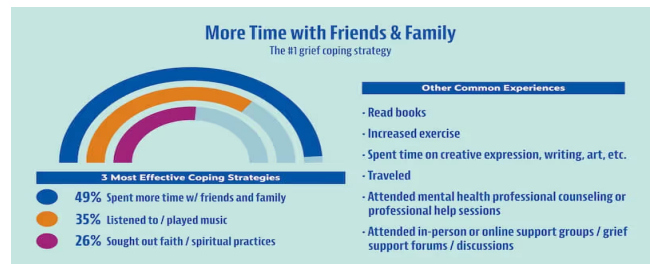 More Time with Friends & Family
The #1 grief coping strategy
3 Most Effective Coping Strategies
49% Spent more time w/ friends and family
35% Listened to / played music
26% Sought out faith / spiritual practices
Other Common Experiences
- Read books
- Increased exercise
- Spent time on creative expression, writing, art, etc.
- Traveled
- Attended mental health professional counseling or
professional help sessions
- Attended in-person or online support groups / grief
support forums / discussions